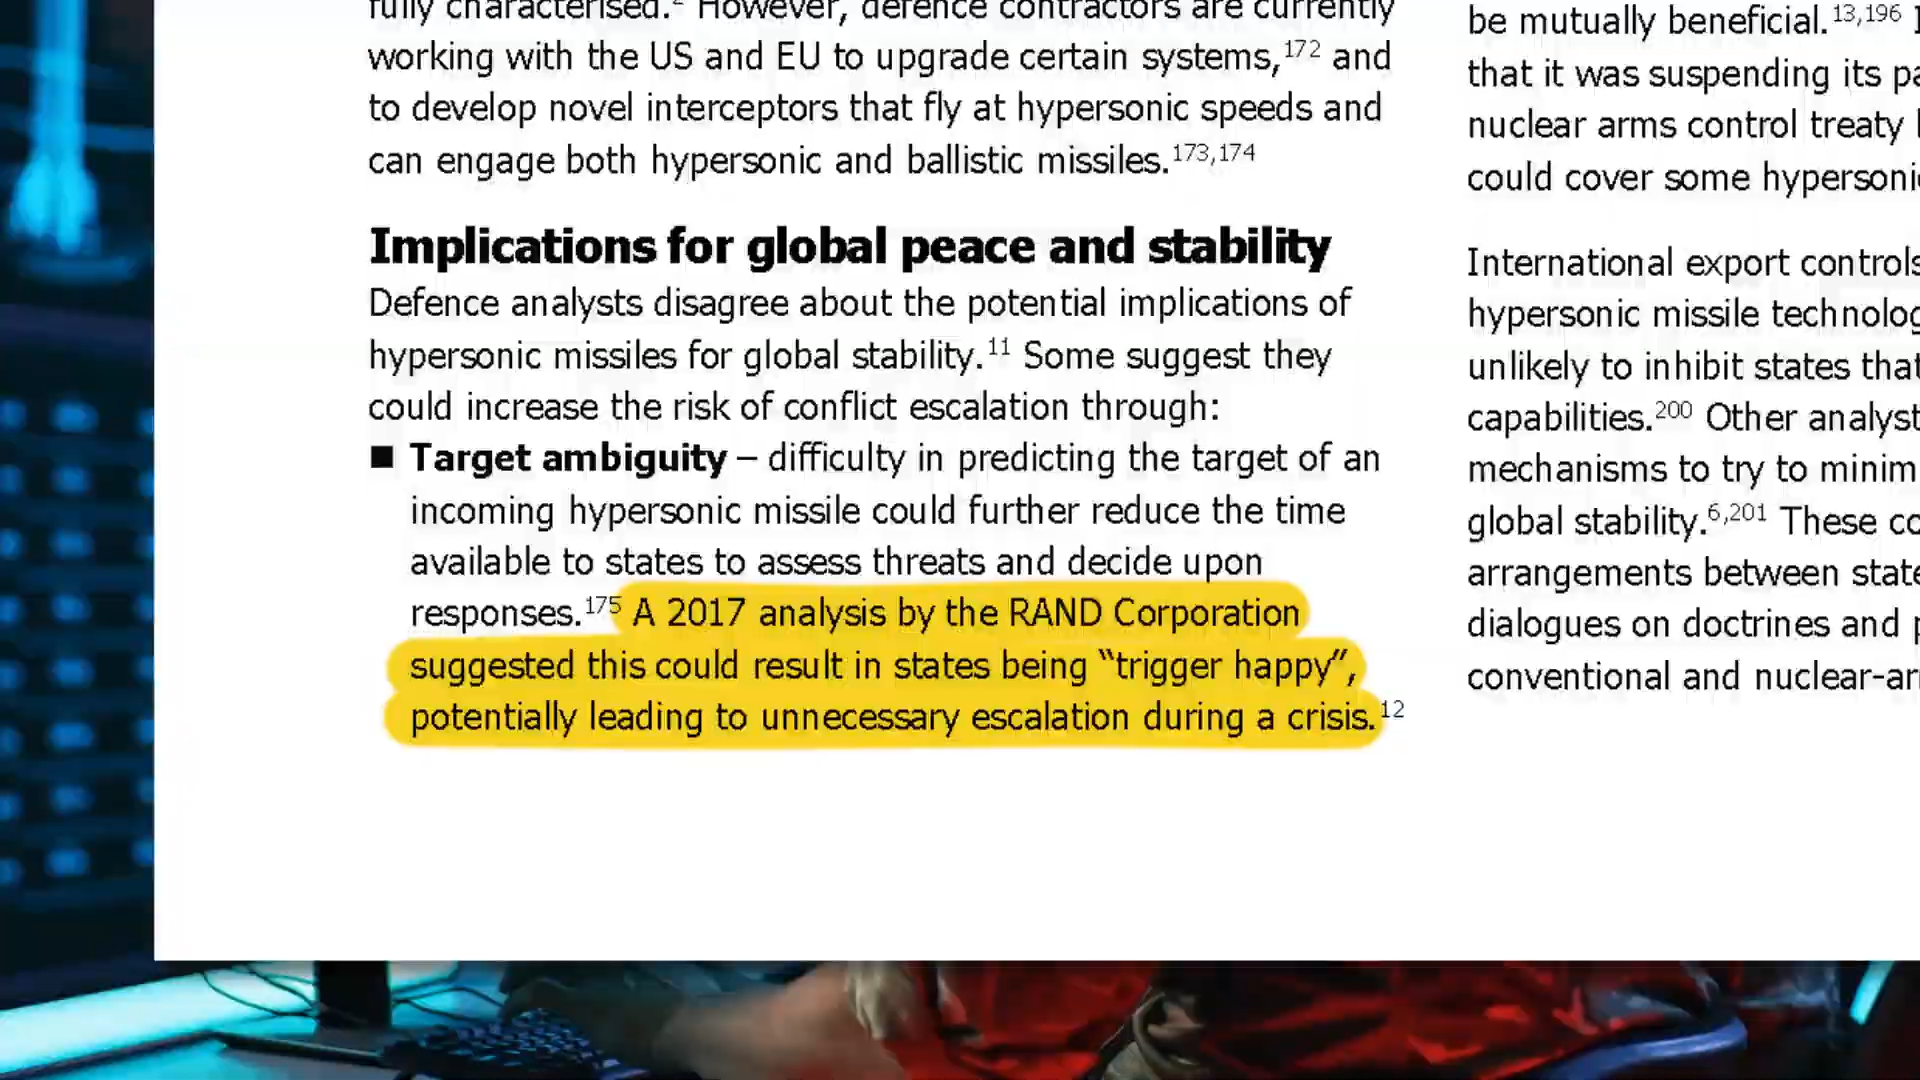 fully characterised.² However, defence contractors are currently
working with the US and EU to upgrade certain systems,¹⁷² and
to develop novel interceptors that fly at hypersonic speeds and
can engage both hypersonic and ballistic missiles.¹⁷³,¹⁷⁴
Implications for global peace and stability
Defence analysts disagree about the potential implications of
hypersonic missiles for global stability.¹¹ Some suggest they
could increase the risk of conflict escalation through:
■ Target ambiguity – difficulty in predicting the target of an
incoming hypersonic missile could further reduce the time
available to states to assess threats and decide upon
responses.¹⁷⁵ A 2017 analysis by the RAND Corporation
suggested this could result in states being “trigger happy”,
potentially leading to unnecessary escalation during a crisis.¹²
be mutually beneficial.¹³,¹⁹⁶
that it was suspending its
nuclear arms control treaty
could cover some
International export controls
hypersonic missile
unlikely to inhibit states that
capabilities.²⁰⁰ Other
mechanisms to try to
global stability.⁶,²⁰¹ These
arrangements between
dialogues on doctrines and
conventional and